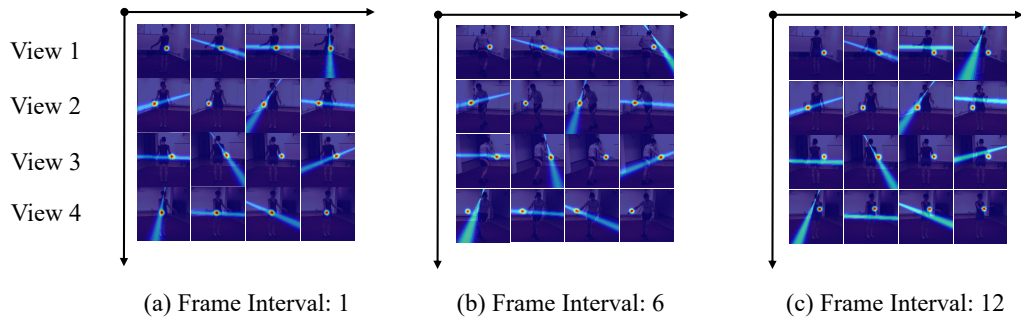 View 1
View 2
View 3
View 4
(a) Frame Interval: 1
(b) Frame Interval: 6
(c) Frame Interval: 12